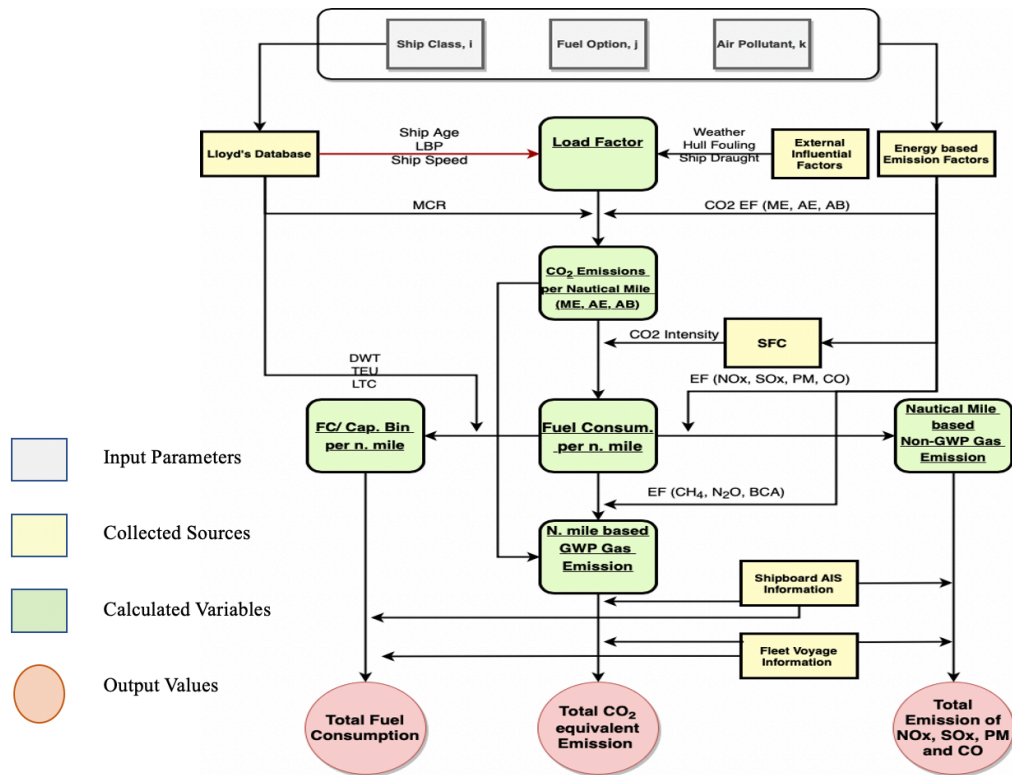 Ship Class, i
Fuel Option, j
Air Pollutant, k
Lloyd's Database
Ship Age
LBP
Ship Speed
Load Factor
Weather
Hull Fouling
Ship Draught
External
Influential
Factors
Energy based
Emission Factors
MCR
CO2 EF (ME, AE, AB)
CO₂ Emissions
per Nautical Mile
(ME, AE, AB)
CO2 Intensity
SFC
DWT
TEU
LTC
EF (NOx, SOx, PM, CO)
FC/ Cap. Bin
per n. mile
Fuel Consum.
per n. mile
Nautical Mile
based
Non-GWP Gas
Emission
EF (CH₄, N₂O, BCA)
N. mile based
GWP Gas
Emission
Shipboard AIS
Information
Fleet Voyage
Information
Total Fuel
Consumption
Total CO₂
equivalent
Emission
Total
Emission of
NOx, SOx, PM
and CO
Input Parameters
Collected Sources
Calculated Variables
Output Values